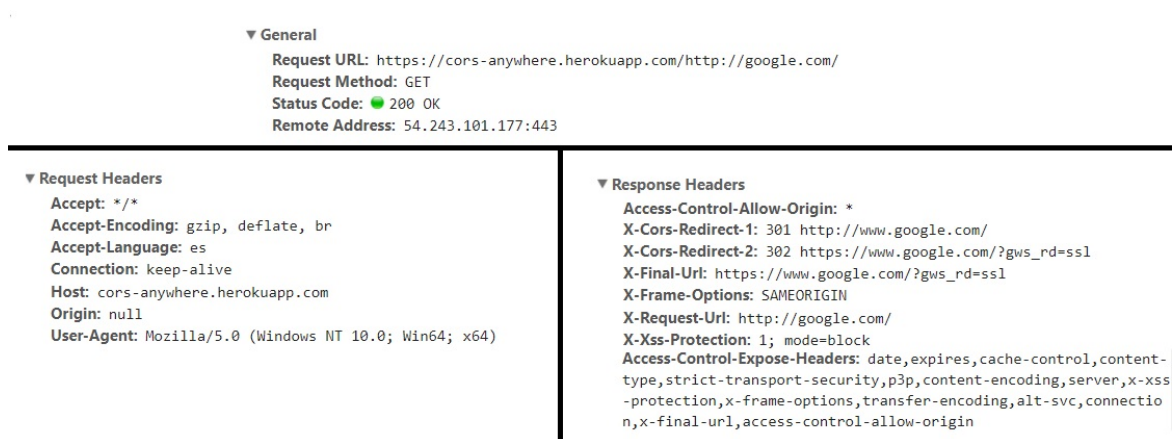 ▼ General
Request URL: https://cors-anywhere.herokuapp.com/http://google.com/
Request Method: GET
Status Code: 200 OK
Remote Address: 54.243.101.177:443
▼ Request Headers
Accept: */*
Accept-Encoding: gzip, deflate, br
Accept-Language: es
Connection: keep-alive
Host: cors-anywhere.herokuapp.com
Origin: null
User-Agent: Mozilla/5.0 (Windows NT 10.0; Win64; x64)
▼ Response Headers
Access-Control-Allow-Origin: *
X-Cors-Redirect-1: 301 http://www.google.com/
X-Cors-Redirect-2: 302 https://www.google.com/?gws_rd=ssl
X-Final-Url: https://www.google.com/?gws_rd=ssl
X-Frame-Options: SAMEORIGIN
X-Request-Url: http://google.com/
X-Xss-Protection: 1; mode=block
Access-Control-Expose-Headers: date,expires,cache-control,content-
type,strict-transport-security,p3p,content-encoding,server,x-xss
-protection,x-frame-options,transfer-encoding,alt-svc,connectio
n,x-final-url,access-control-allow-origin